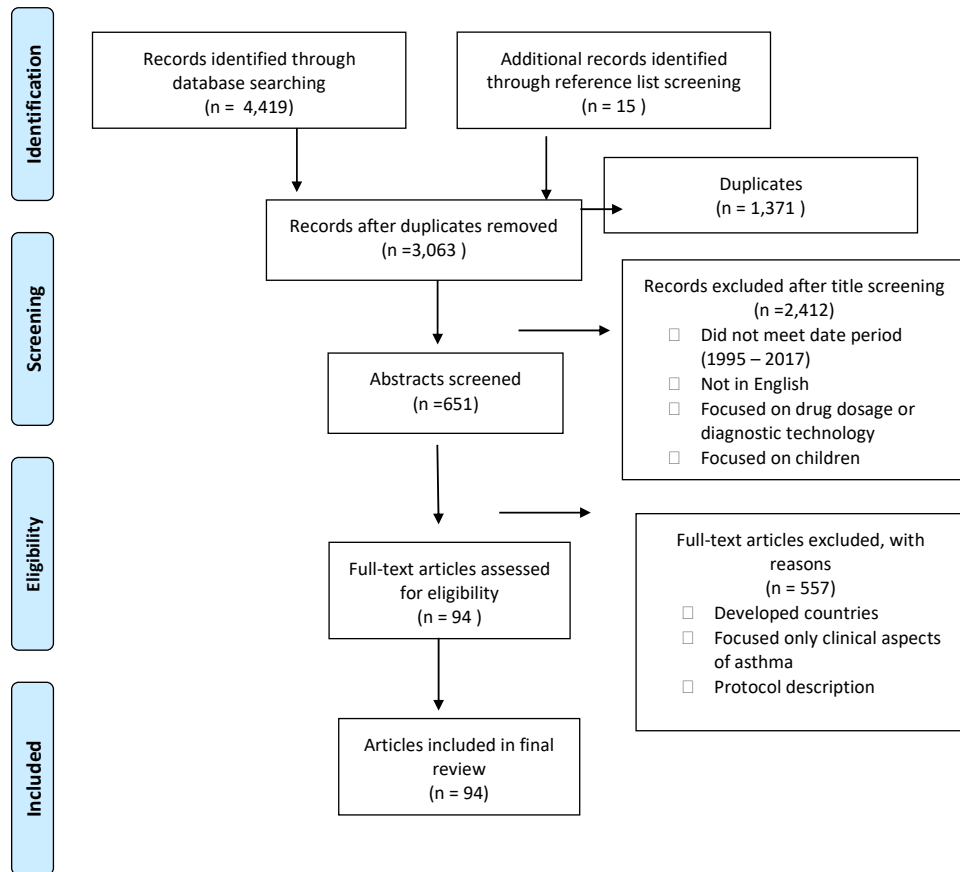 Identification
Records identified through
database searching
(n = 4,419)
Additional records identified
through reference list screening
(n = 15 )
Duplicates
(n = 1,371 )
Records after duplicates removed
(n =3,063 )
Screening
Records excluded after title screening
(n =2,412)
Did not meet date period
(1995 – 2017)
Not in English
Focused on drug dosage or
diagnostic technology
Focused on children
Abstracts screened
(n =651)
Eligibility
Full-text articles excluded, with
reasons
(n = 557)
Developed countries
Focused only clinical aspects
of asthma
Protocol description
Full-text articles assessed
for eligibility
(n = 94 )
Included
Articles included in final
review
(n = 94)